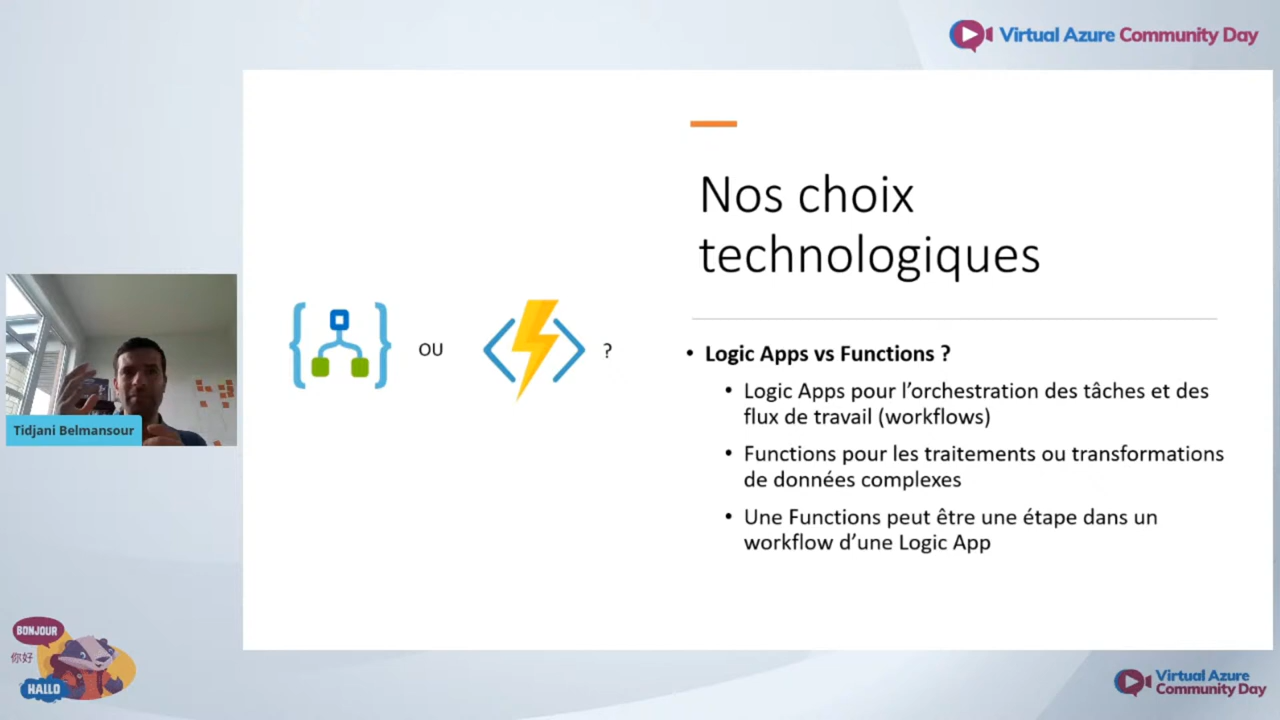 Virtual Azure Community Day
Nos choix
technologiques
OU
?
• Logic Apps vs Functions ?
• Logic Apps pour l’orchestration des tâches et des
flux de travail (workflows)
• Functions pour les traitements ou transformations
de données complexes
• Une Functions peut être une étape dans un
workflow d’une Logic App
Tidjani Belmansour
BONJOUR
你好
HALLO
Virtual Azure
Community Day